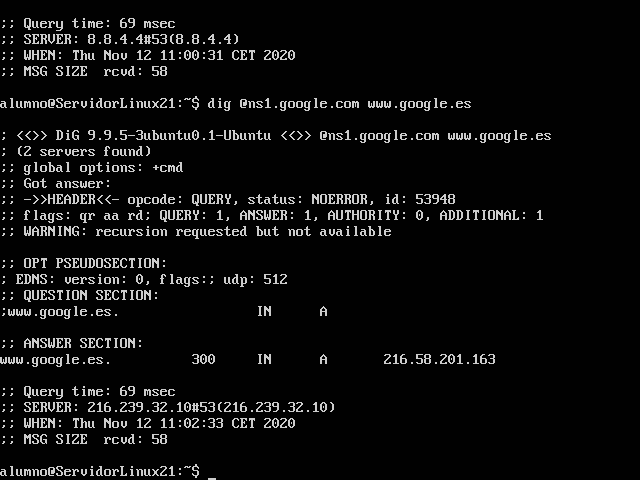 ;; Query time: 69 msec
;; SERVER: 8.8.4.4#53(8.8.4.4)
;; WHEN: Thu Nov 12 11:00:31 CET 2020
;; MSG SIZE  rcvd: 58
alumno@ServidorLinux21:~$ dig @ns1.google.com www.google.es
; <<>> DiG 9.9.5-3ubuntu0.1-Ubuntu <<>> @ns1.google.com www.google.es
; (2 servers found)
;; global options: +cmd
;; Got answer:
;; ->>HEADER<<- opcode: QUERY, status: NOERROR, id: 53948
;; flags: qr aa rd; QUERY: 1, ANSWER: 1, AUTHORITY: 0, ADDITIONAL: 1
;; WARNING: recursion requested but not available
;; OPT PSEUDOSECTION:
; EDNS: version: 0, flags:; udp: 512
;; QUESTION SECTION:
;www.google.es.                  IN      A
;; ANSWER SECTION:
www.google.es.          300     IN      A       216.58.201.163
;; Query time: 69 msec
;; SERVER: 216.239.32.10#53(216.239.32.10)
;; WHEN: Thu Nov 12 11:02:33 CET 2020
;; MSG SIZE  rcvd: 58
alumno@ServidorLinux21:~$ _